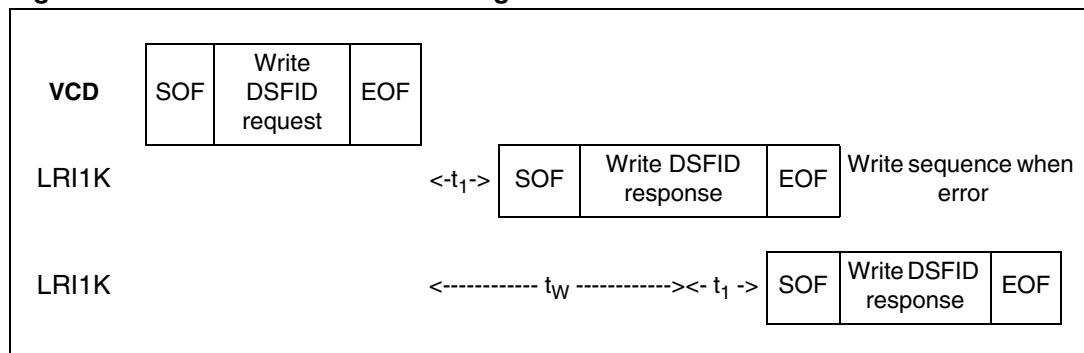 VCD SOF Write DSFID request EOF
LRI1K <-t1-> SOF Write DSFID response EOF Write sequence when error
LRI1K <------------ tW ------------><- t1 -> SOF Write DSFID response EOF